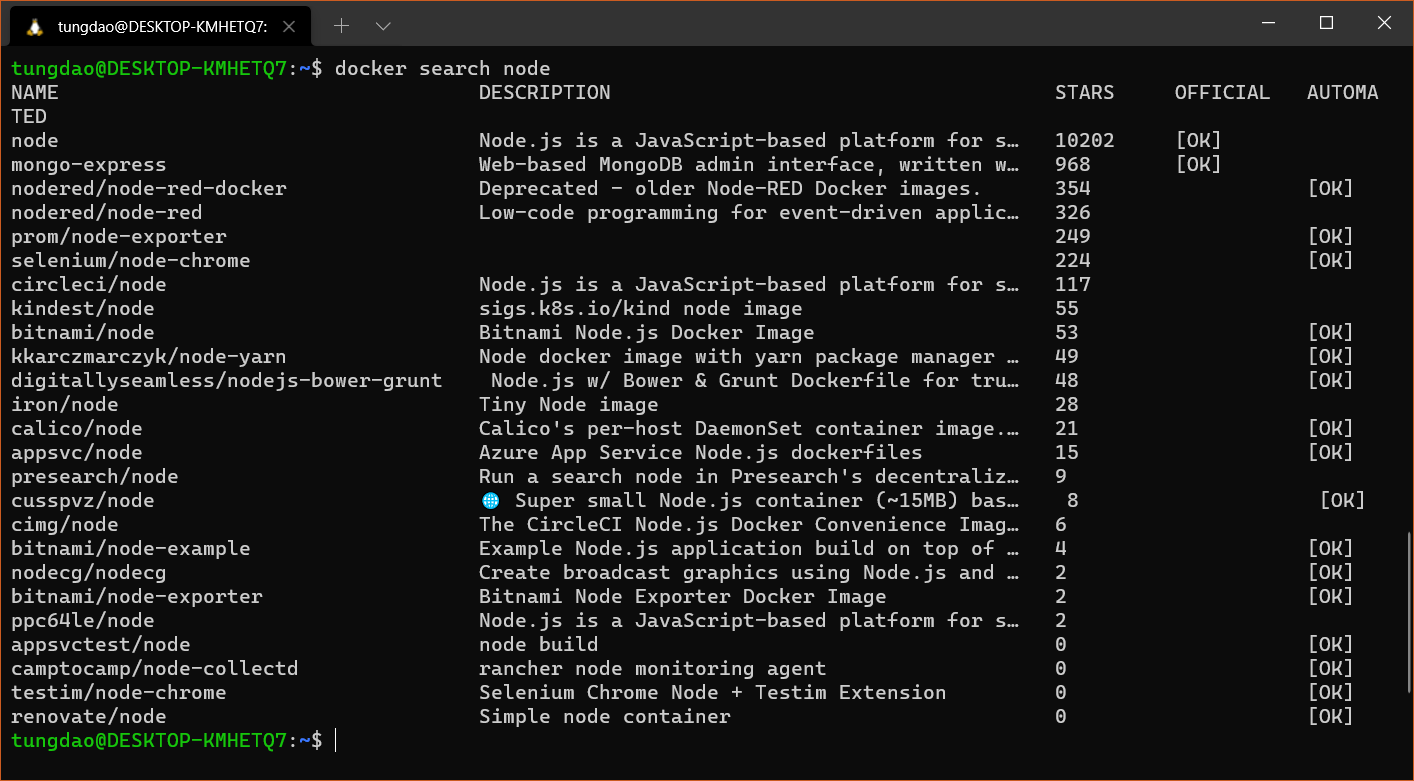 tungdao@DESKTOP-KMHETQ7:
tungdao@DESKTOP-KMHETQ7:~$ docker search node
NAME DESCRIPTION STARS OFFICIAL AUTOMA
TED
node Node.js is a JavaScript-based platform for s… 10202 [OK]
mongo-express Web-based MongoDB admin interface, written w… 968 [OK]
nodered/node-red-docker Deprecated - older Node-RED Docker images. 354 [OK]
nodered/node-red Low-code programming for event-driven applic… 326
prom/node-exporter 249 [OK]
selenium/node-chrome 224 [OK]
circleci/node Node.js is a JavaScript-based platform for s… 117
kindest/node sigs.k8s.io/kind node image 55
bitnami/node Bitnami Node.js Docker Image 53 [OK]
kkarczmarczyk/node-yarn Node docker image with yarn package manager … 49 [OK]
digitallyseamless/nodejs-bower-grunt Node.js w/ Bower & Grunt Dockerfile for tru… 48 [OK]
iron/node Tiny Node image 28
calico/node Calico's per-host DaemonSet container image.… 21 [OK]
appsvc/node Azure App Service Node.js dockerfiles 15 [OK]
presearch/node Run a search node in Presearch's decentraliz… 9
cusspvz/node 🌐 Super small Node.js container (~15MB) bas… 8 [OK]
cimg/node The CircleCI Node.js Docker Convenience Imag… 6
bitnami/node-example Example Node.js application build on top of … 4 [OK]
nodecg/nodecg Create broadcast graphics using Node.js and … 2 [OK]
bitnami/node-exporter Bitnami Node Exporter Docker Image 2 [OK]
ppc64le/node Node.js is a JavaScript-based platform for s… 2
appsvctest/node node build 0 [OK]
camptocamp/node-collectd rancher node monitoring agent 0 [OK]
testim/node-chrome Selenium Chrome Node + Testim Extension 0 [OK]
renovate/node Simple node container 0 [OK]
tungdao@DESKTOP-KMHETQ7:~$